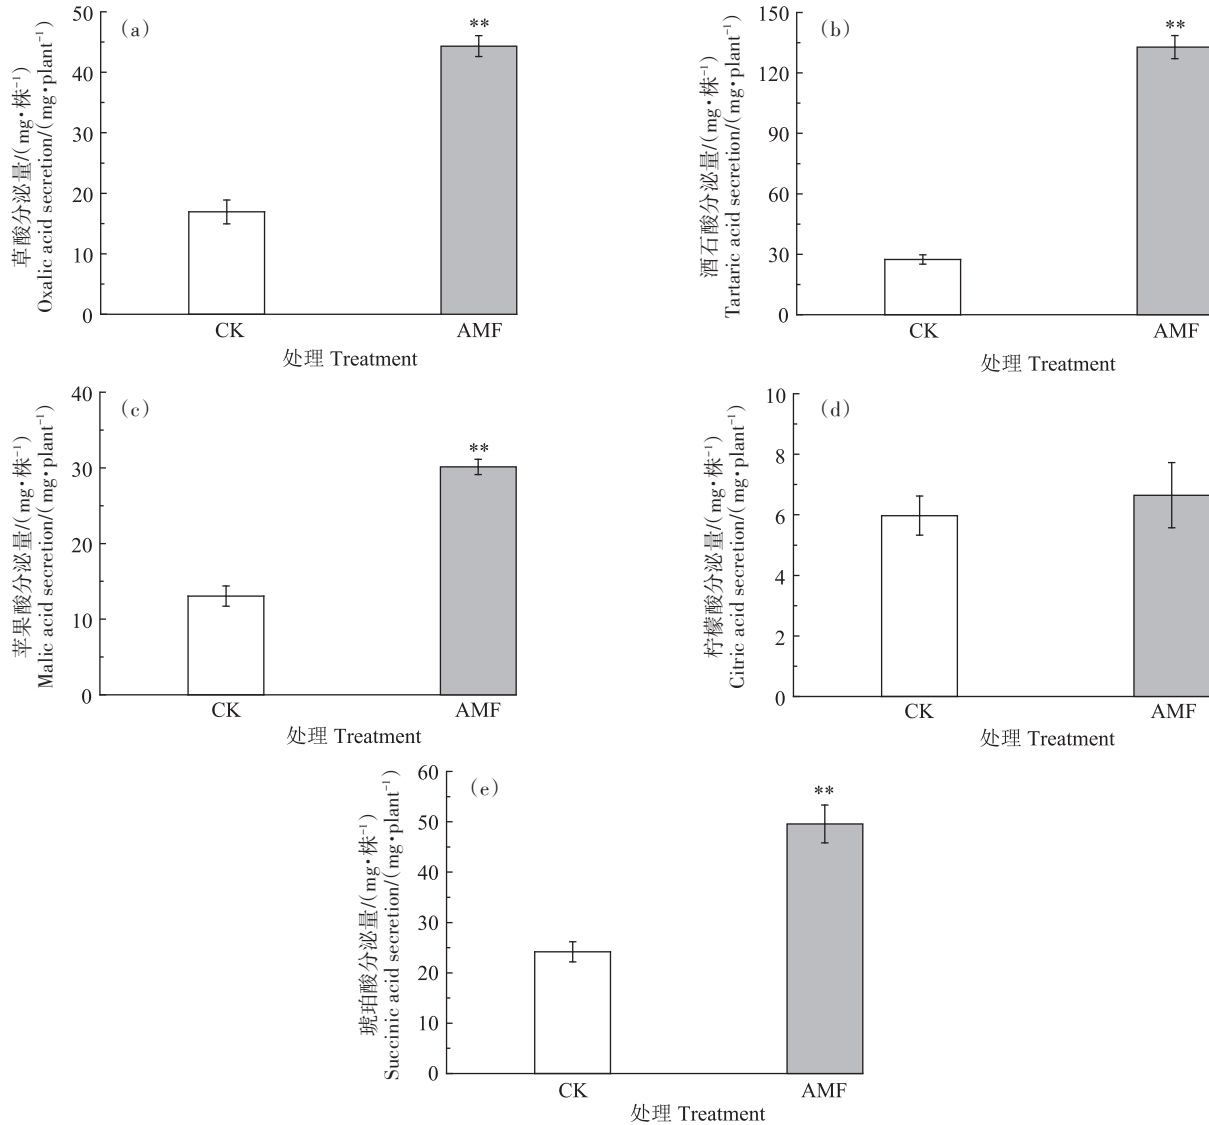 (a)
**
草酸分泌量/(mg•株⁻¹)
Oxalic acid secretion/(mg•plant⁻¹)
50
40
30
20
10
0
CK
AMF
处理 Treatment
(b)
**
酒石酸分泌量/(mg•株⁻¹)
Tartaric acid secretion/(mg•plant⁻¹)
150
120
90
60
30
0
CK
AMF
处理 Treatment
(c)
**
苹果酸分泌量/(mg•株⁻¹)
Malic acid secretion/(mg•plant⁻¹)
40
30
20
10
0
CK
AMF
处理 Treatment
(d)
柠檬酸分泌量/(mg•株⁻¹)
Citric acid secretion/(mg•plant⁻¹)
10
8
6
4
2
0
CK
AMF
处理 Treatment
(e)
**
琥珀酸分泌量/(mg•株⁻¹)
Succinic acid secretion/(mg•plant⁻¹)
60
50
40
30
20
10
0
CK
AMF
处理 Treatment